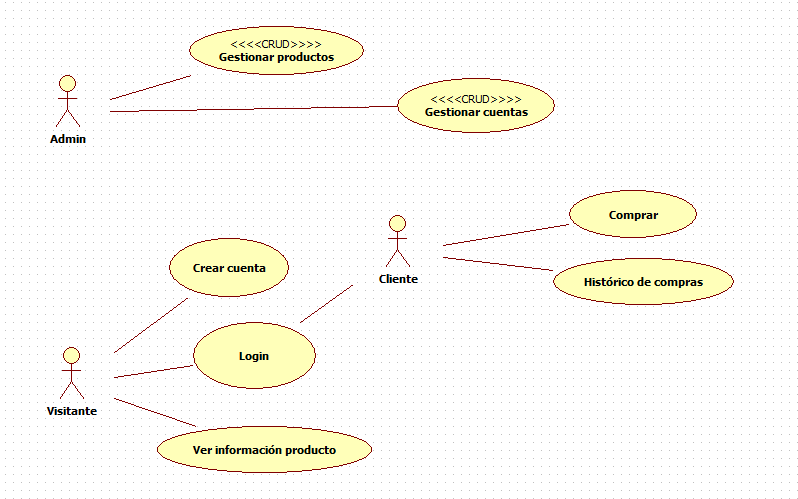 <<<<CRUD>>>>
Gestionar productos
<<<<CRUD>>>>
Gestionar cuentas
Admin
Comprar
Cliente
Histórico de compras
Crear cuenta
Login
Visitante
Ver información producto